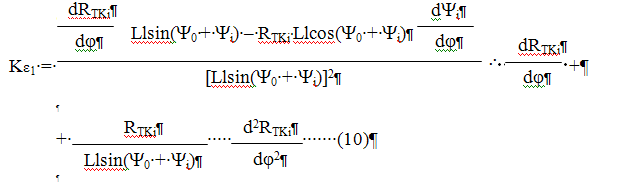 dR_TKi¶ Llsin(Ψ₀·+·Ψᵢ)·–·R_TKi·Llcos(Ψ₀·+·Ψᵢ)¶ dΨᵢ¶
dφ¶ dφ¶
Kε₁·=· ∴· dR_TKi¶ ·+¶
[Llsin(Ψ₀·+·Ψᵢ)]²¶ dφ¶
¶
+· R_TKi¶ ····· d²R_TKi¶ ·······(10)¶
Llsin(Ψ₀·+·Ψᵢ)¶ dφ²¶
¶